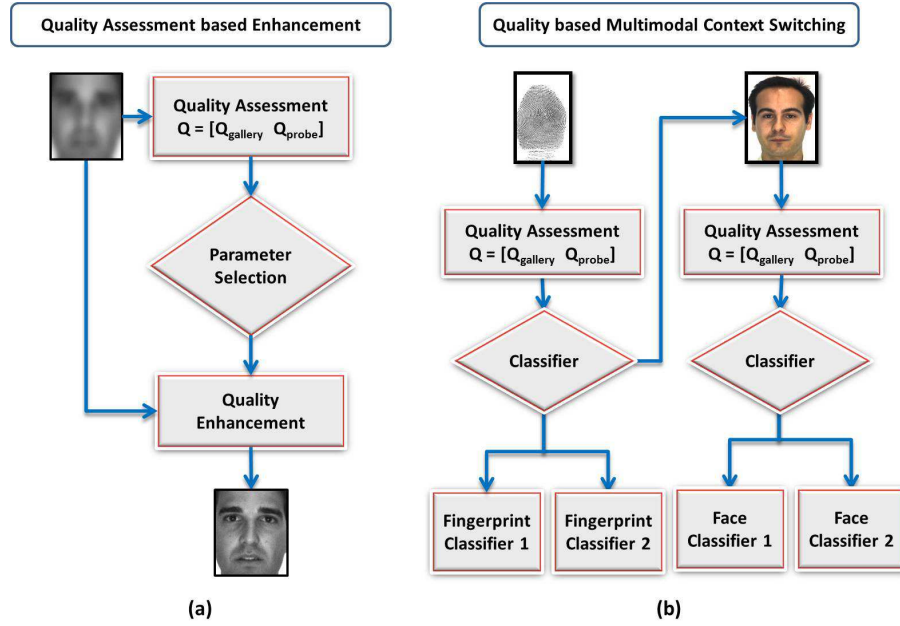 Quality Assessment based Enhancement
Quality Assessment
Q = [Qgallery Qprobe]
Parameter
Selection
Quality
Enhancement
(a)
Quality based Multimodal Context Switching
Quality Assessment
Q = [Qgallery Qprobe]
Classifier
Fingerprint
Classifier 1
Fingerprint
Classifier 2
Quality Assessment
Q = [Qgallery Qprobe]
Classifier
Face
Classifier 1
Face
Classifier 2
(b)